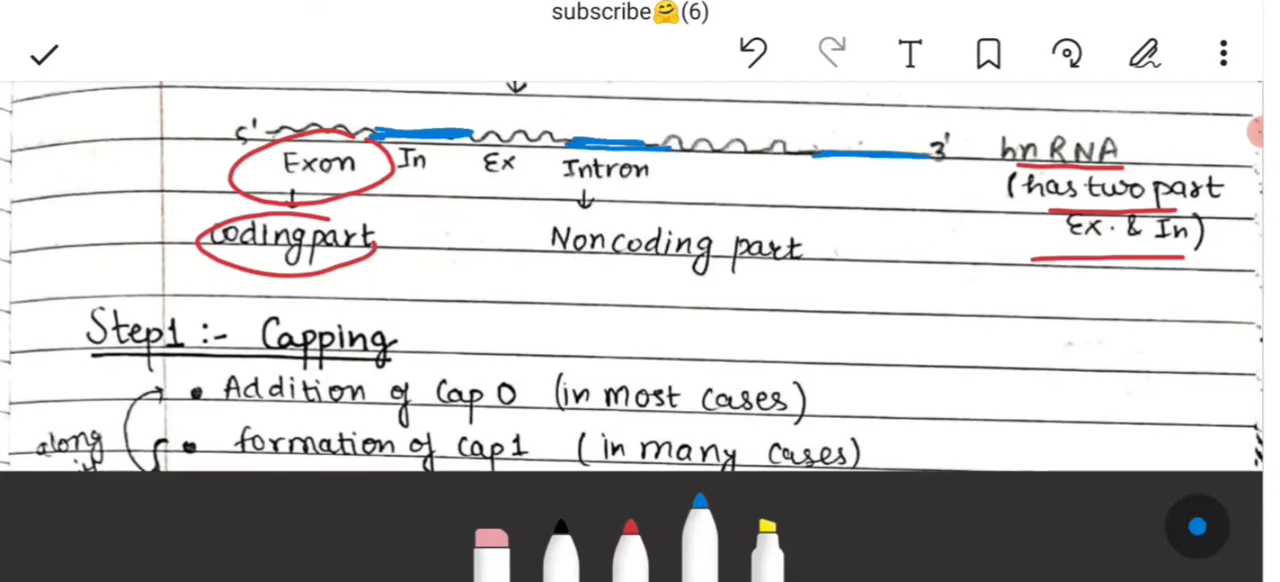 subscribe🤗(6)
T
5' 3' hnRNA
Exon In Ex Intron
(has two part
Ex. & In)
Coding part Noncoding part
Step1 :- Capping
• Addition of Cap 0 (in most cases)
along • formation of cap1 (in many cases)